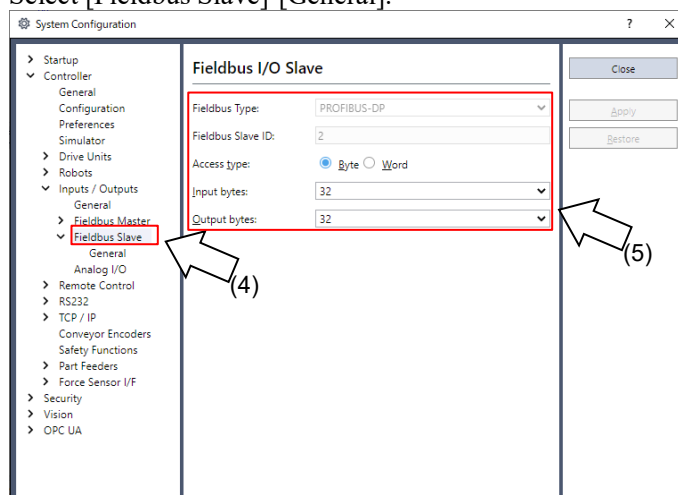 Select [Fieldbus Slave]-[General].
System Configuration
? ×
Startup
Controller
General
Configuration
Preferences
Simulator
Drive Units
Robots
Inputs / Outputs
General
Fieldbus Master
Fieldbus Slave
General
Analog I/O
Remote Control
RS232
TCP / IP
Conveyor Encoders
Safety Functions
Part Feeders
Force Sensor I/F
Security
Vision
OPC UA
(4)
Fieldbus I/O Slave
Fieldbus Type: PROFIBUS-DP
Fieldbus Slave ID: 2
Access type: Byte Word
Input bytes: 32
Output bytes: 32
(5)
Close
Apply
Restore